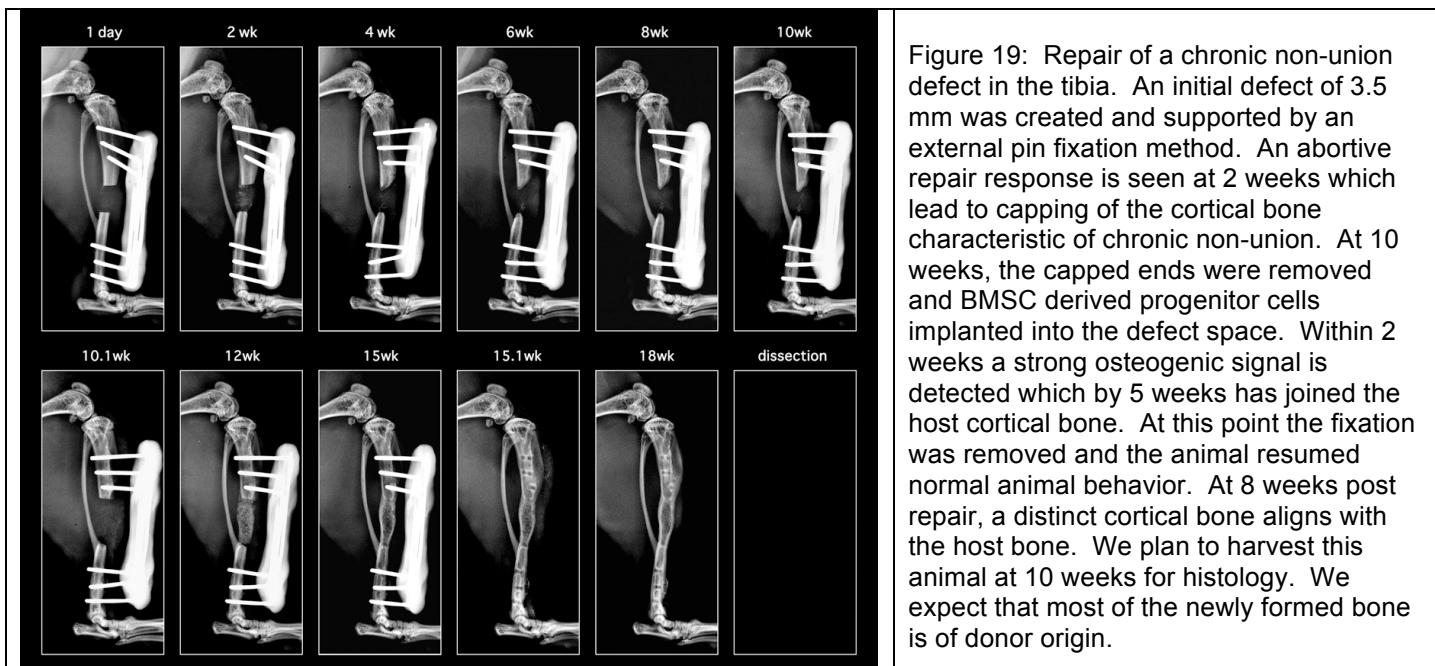 1 day
2 wk
4 wk
6wk
8wk
10wk
10.1wk
12wk
15wk
15.1wk
18wk
dissection
Figure 19: Repair of a chronic non-union
defect in the tibia. An initial defect of 3.5
mm was created and supported by an
external pin fixation method. An abortive
repair response is seen at 2 weeks which
lead to capping of the cortical bone
characteristic of chronic non-union. At 10
weeks, the capped ends were removed
and BMSC derived progenitor cells
implanted into the defect space. Within 2
weeks a strong osteogenic signal is
detected which by 5 weeks has joined the
host cortical bone. At this point the fixation
was removed and the animal resumed
normal animal behavior. At 8 weeks post
repair, a distinct cortical bone aligns with
the host bone. We plan to harvest this
animal at 10 weeks for histology. We
expect that most of the newly formed bone
is of donor origin.